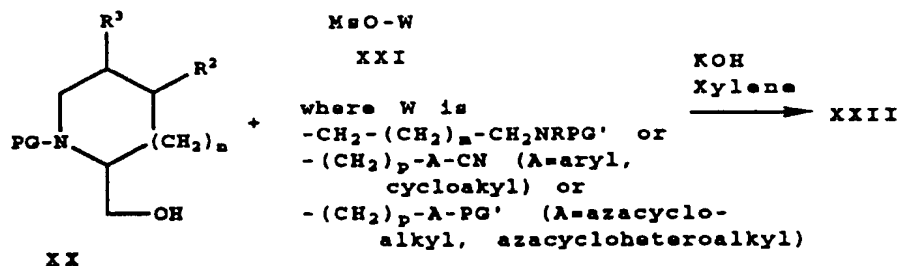 R³
R²
PG-N
(CH₂)ₙ
OH
XX
+
MsO-W
XXI
where W is
-CH₂-(CH₂)ₘ-CH₂NRPG' or
-(CH₂)ₚ-A-CN (A=aryl,
cycloakyl) or
-(CH₂)ₚ-A-PG' (A=azacyclo-
alkyl, azacycloheteroalkyl)
KOH
Xylene
XXII